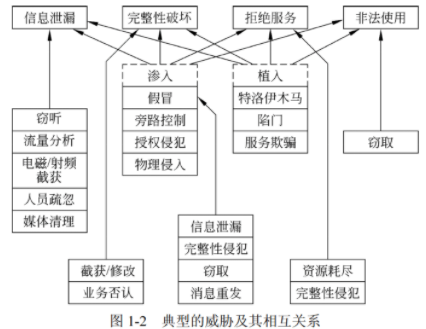 信息泄漏 完整性破坏 拒绝服务 非法使用
渗入
假冒
旁路控制
授权侵犯
物理侵入
植入
特洛伊木马
陷门
服务欺骗
窃听
流量分析
电磁/射频
截获
人员疏忽
媒体清理
窃取
信息泄漏
完整性侵犯
窃取
消息重发
截获/修改
业务否认
资源耗尽
完整性侵犯
图 1-2 典型的威胁及其相互关系